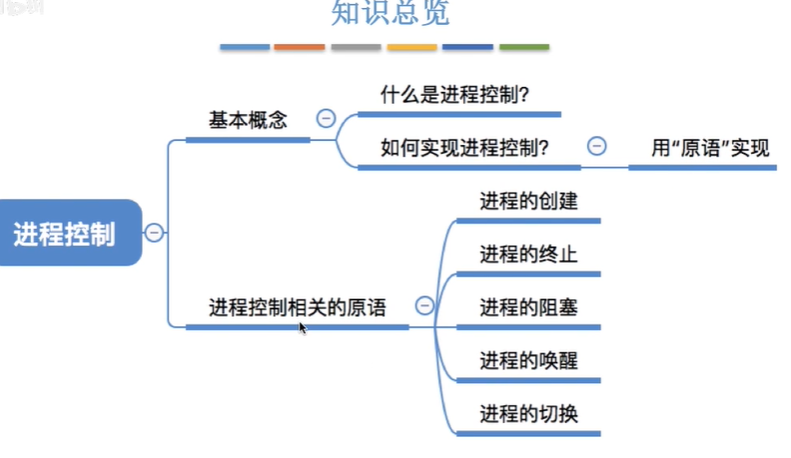 知识总览
什么是进程控制?
基本概念
如何实现进程控制?
用“原语”实现
进程控制
进程的创建
进程的终止
进程控制相关的原语
进程的阻塞
进程的唤醒
进程的切换